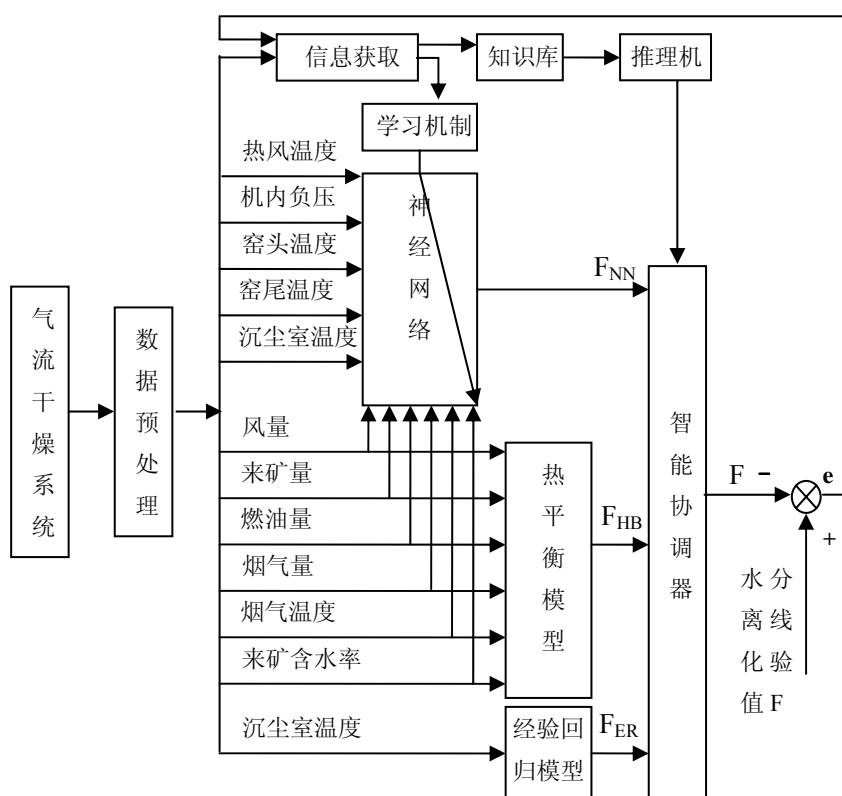 信息获取
知识库
推理机
学习机制
热风温度
机内负压
窑头温度
窑尾温度
沉尘室温度
神经网络
F_NN
气流干燥系统
数据预处理
风量
来矿量
燃油量
烟气量
烟气温度
来矿含水率
热平衡模型
F_HB
智能协调器
F
−
e
+
水分
离线
化验
值 F
沉尘室温度
经验回
归模型
F_ER